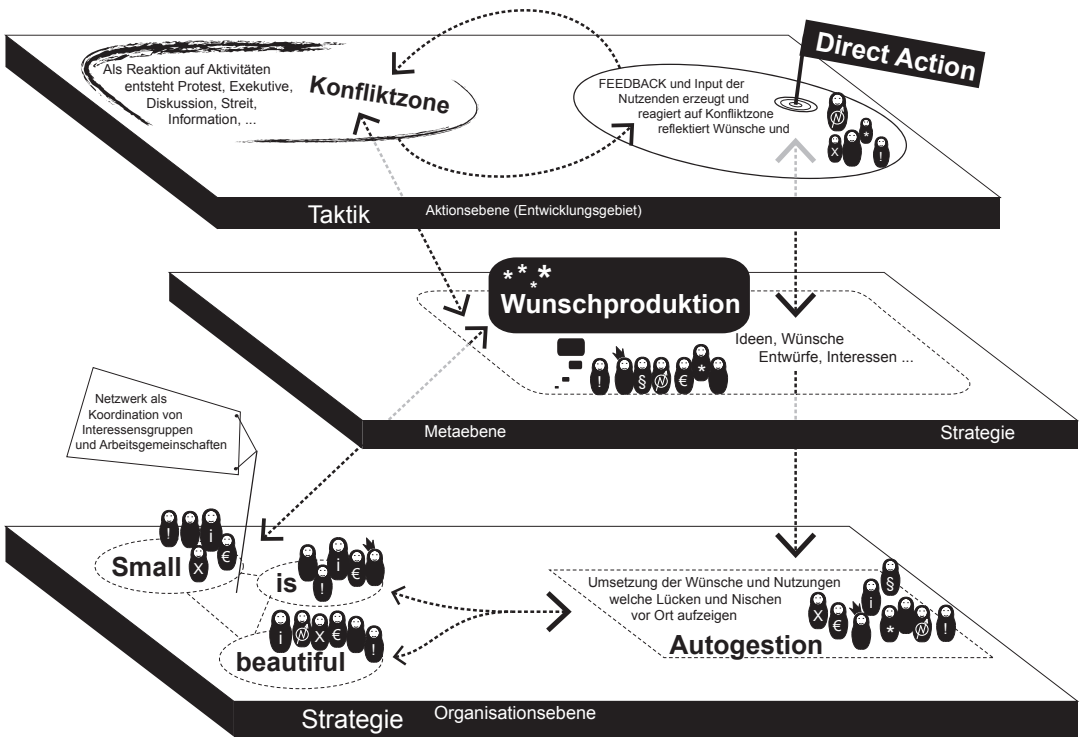 Direct Action
Als Reaktion auf Aktivitäten
entsteht Protest, Exekutive,
Diskussion, Streit,
Information, ...
Konfliktzone
FEEDBACK und Input der
Nutzenden erzeugt und
reagiert auf Konfliktzone
reflektiert Wünsche und
x
*
!
Taktik
Aktionsebene (Entwicklungsgebiet)
* * * *
Wunschproduktion
Ideen, Wünsche
Entwürfe, Interessen ...
! § N € *
Metaebene
Strategie
Netzwerk als
Koordination von
Interessensgruppen
und Arbeitsgemeinschaften
! i
x €
Small
i
! €
is
i N x € !
beautiful
Umsetzung der Wünsche und Nutzungen
welche Lücken und Nischen
vor Ort aufzeigen
§
i
x € * N !
Autogestion
Strategie
Organisationsebene